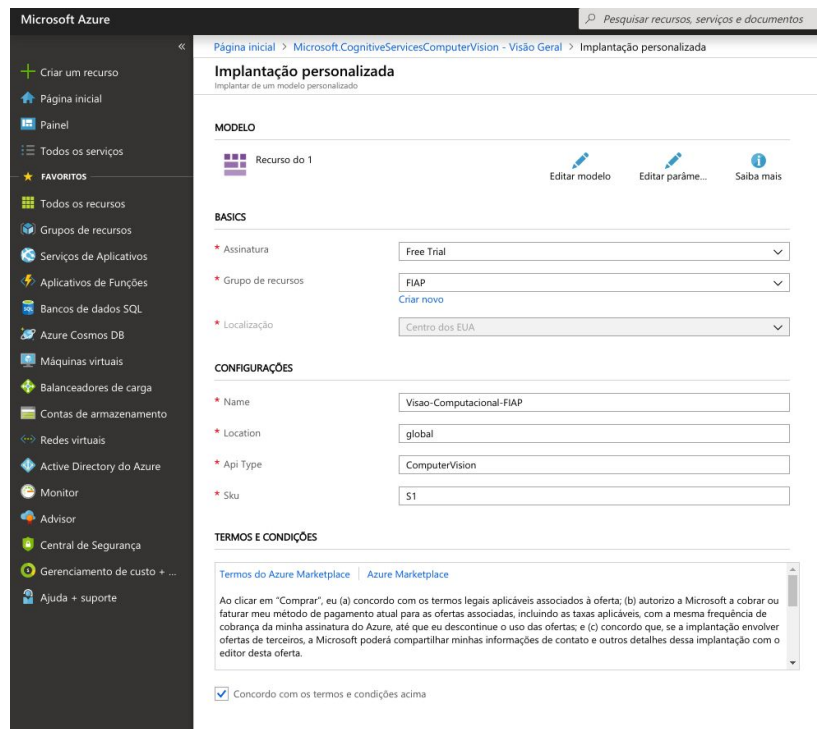 Microsoft Azure
Pesquisar recursos, serviços e documentos
«
Página inicial > Microsoft.CognitiveServicesComputerVision - Visão Geral > Implantação personalizada
Criar um recurso
Página inicial
Painel
Todos os serviços
FAVORITOS
Todos os recursos
Grupos de recursos
Serviços de Aplicativos
Aplicativos de Funções
Bancos de dados SQL
Azure Cosmos DB
Máquinas virtuais
Balanceadores de carga
Contas de armazenamento
Redes virtuais
Active Directory do Azure
Monitor
Advisor
Central de Segurança
Gerenciamento de custo + ...
Ajuda + suporte
Implantação personalizada
Implantar de um modelo personalizado
MODELO
Recurso do 1
Editar modelo
Editar parâme...
Saiba mais
BASICS
* Assinatura
Free Trial
* Grupo de recursos
FIAP
Criar novo
* Localização
Centro dos EUA
CONFIGURAÇÕES
* Name
Visao-Computacional-FIAP
* Location
global
* Api Type
ComputerVision
* Sku
S1
TERMOS E CONDIÇÕES
Termos do Azure Marketplace | Azure Marketplace
Ao clicar em "Comprar", eu (a) concordo com os termos legais aplicáveis associados à oferta; (b) autorizo a Microsoft a cobrar ou
faturar meu método de pagamento atual para as ofertas associadas, incluindo as taxas aplicáveis, com a mesma frequência de
cobrança da minha assinatura do Azure, até que eu descontinue o uso das ofertas; e (c) concordo que, se a implantação envolver
ofertas de terceiros, a Microsoft poderá compartilhar minhas informações de contato e outros detalhes dessa implantação com o
editor desta oferta.
Concordo com os termos e condições acima